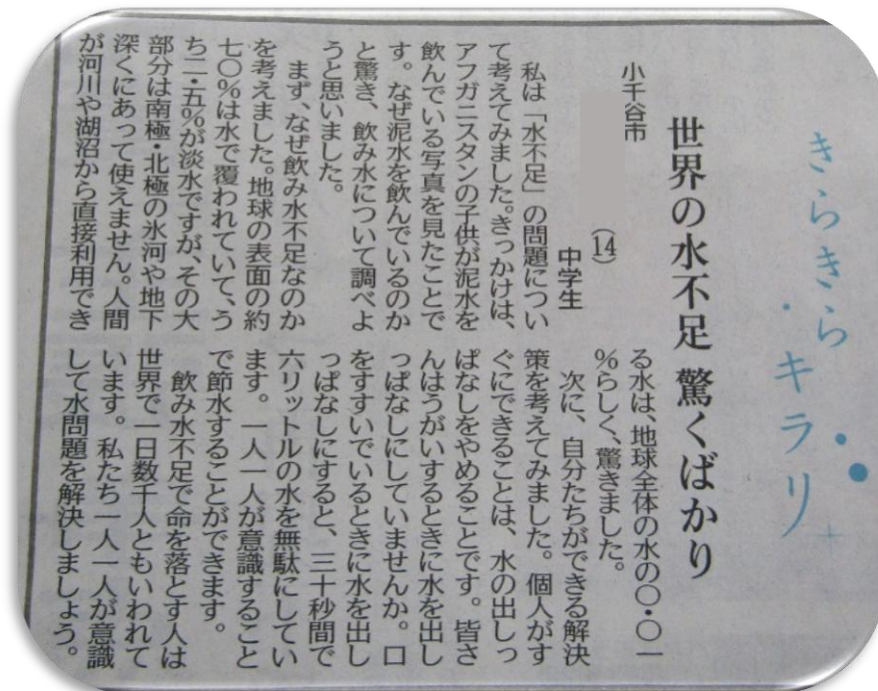 きらきら
・キラリ
世界の水不足 驚くばかり
小千谷市
(14)
中学生
私は「水不足」の問題につい
て考えてみました。きっかけは、
アフガニスタンの子供が泥水を
飲んでいる写真を見たことで
す。なぜ泥水を飲んでいるのか
と驚き、飲み水について調べよ
うと思いました。
まず、なぜ飲み水不足なのか
を考えました。地球の表面の約
七〇%は水で覆われていて、う
ち二・五%が淡水ですが、その大
部分は南極・北極の氷河や地下
深くにあって使えません。人間
が河川や湖沼から直接利用でき
る水は、地球全体の水の〇・〇一
%らしく、驚きました。
次に、自分たちができる解決
策を考えてみました。個人がす
ぐにできることは、水の出しっ
ぱなしをやめることです。皆さ
んはうがいするときに水を出し
っぱなしにしていませんか。口
をすすいでいるときに水を出し
っぱなしにすると、三十秒間で
六リットルの水を無駄にしてい
ます。一人一人が意識すること
で節水することができます。
飲み水不足で命を落とす人は
世界で一日数千人ともいわれて
います。私たち一人一人が意識
して水問題を解決しましょう。